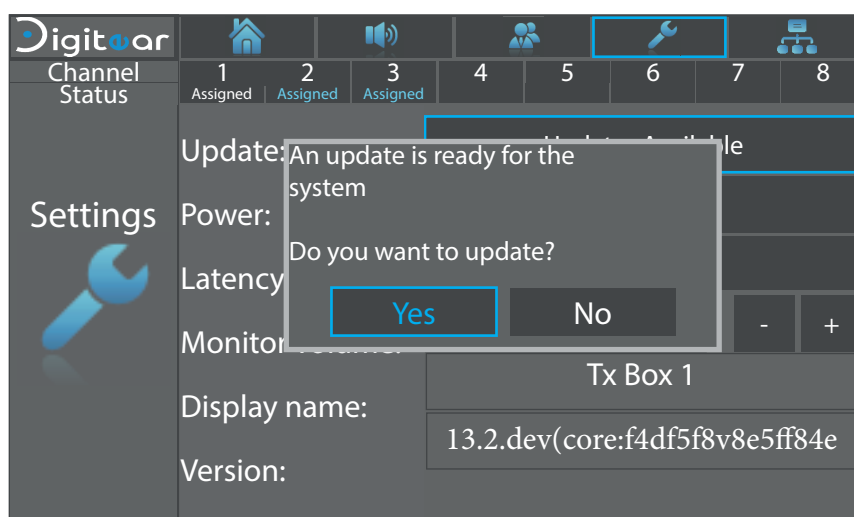 Digitear
Channel
Status
1 2 3 4 5 6 7 8
Assigned Assigned Assigned
Update:
An update is ready for the
system
Do you want to update?
Yes No
Settings
Power:
Latency
- +
Tx Box 1
Display name:
13.2.dev(core:f4df5f8v8e5ff84e
Version: